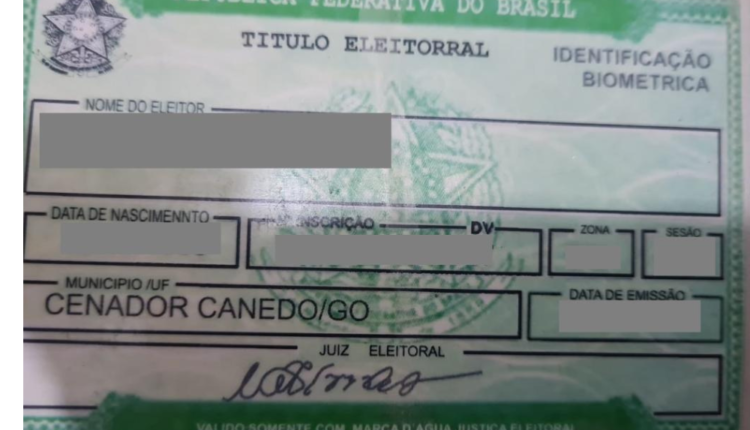 REPUBLICA FEDERATIVA DO BRASIL
TITULO ELEITORRAL
IDENTIFICAÇÃO
BIOMETRICA
NOME DO ELEITOR
DATA DE NASCIMENNTO
INSCRIÇÃO
DV
ZONA
SESÃO
MUNICIPIO /UF
CENADOR CANEDO/GO
DATA DE EMISSÃO
JUIZ ELEITORAL
VALIDO SOMENTE COM MARCA D AGUA JUSTICA ELEITORAL